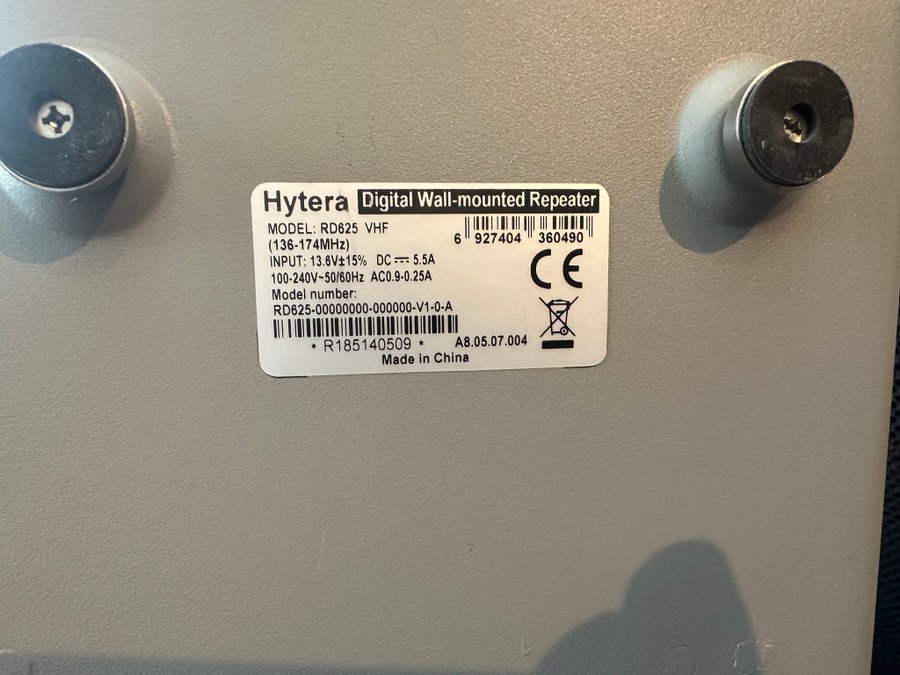 Hytera Digital Wall-mounted Repeater
MODEL: RD625 VHF
(136-174MHz)
6 927404 360490
INPUT: 13.6V±15% DC⎓5.5A
100-240V~50/60Hz AC0.9-0.25A
CE
Model number:
RD625-00000000-000000-V1-0-A
* R185140509 *
A8.05.07.004
Made in China